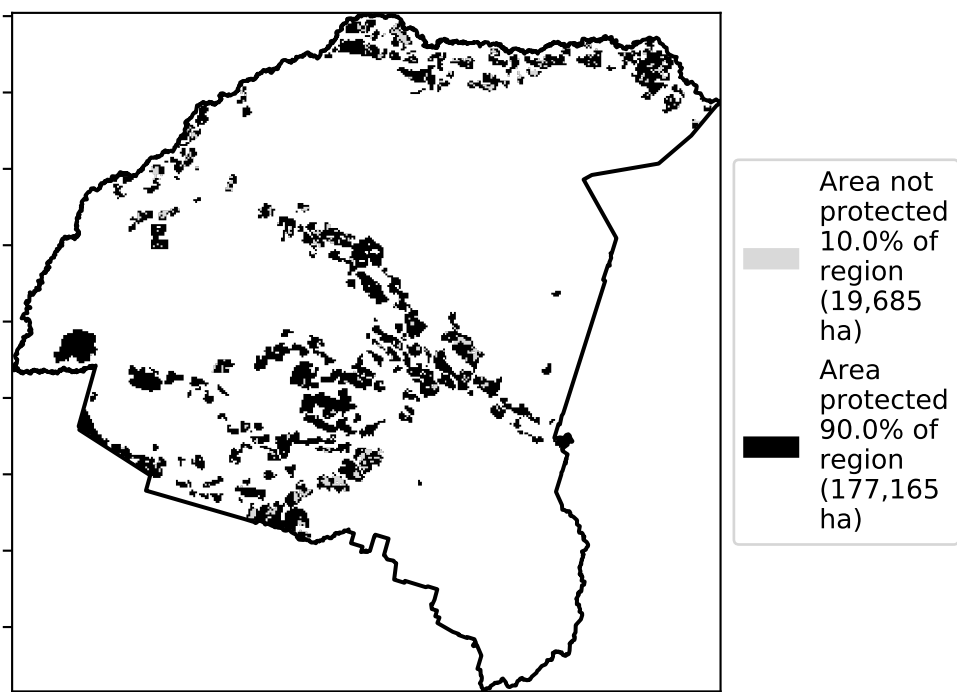 Area not
protected
10.0% of
region
(19,685
ha)
Area
protected
90.0% of
region
(177,165
ha)